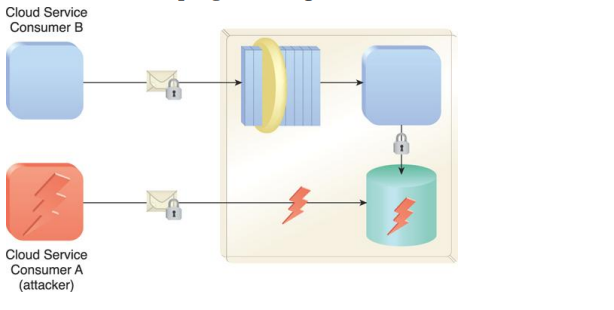 Cloud Service
Consumer B
Cloud Service
Consumer A
(attacker)